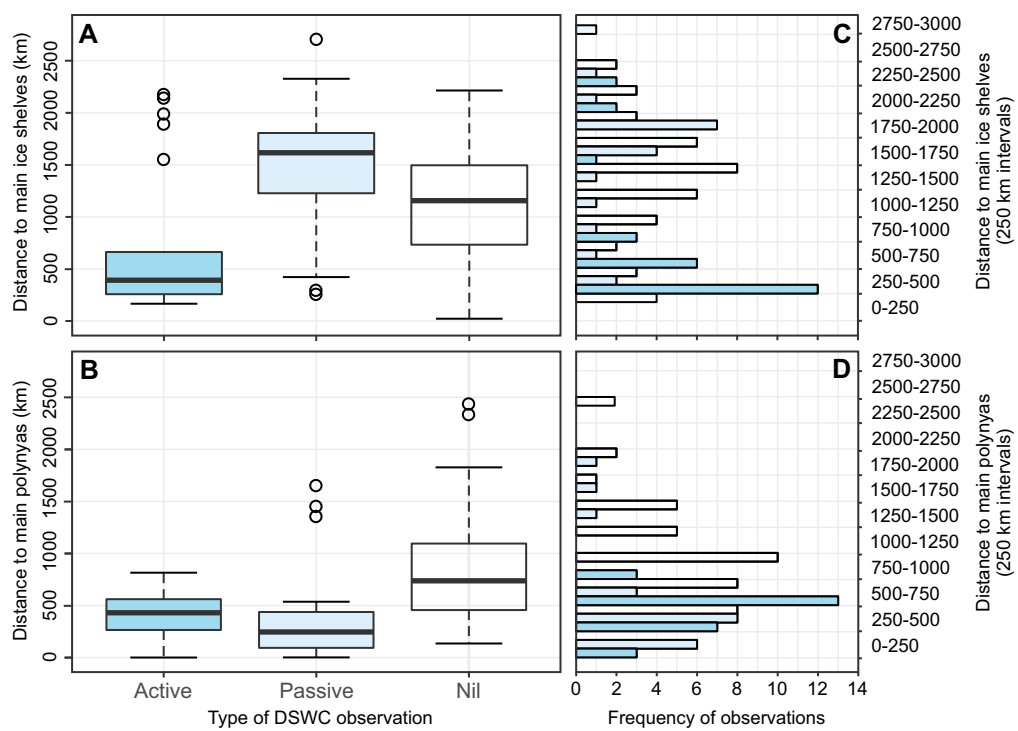 A
Distance to main ice shelves (km)
2500
2000
1500
1000
500
0
C
2750-3000
2500-2750
2250-2500
2000-2250
1750-2000
1500-1750
1250-1500
1000-1250
750-1000
500-750
250-500
0-250
Distance to main ice shelves
(250 km intervals)
B
Distance to main polynyas (km)
2500
2000
1500
1000
500
0
Active Passive Nil
Type of DSWC observation
D
2750-3000
2500-2750
2250-2500
2000-2250
1750-2000
1500-1750
1250-1500
1000-1250
750-1000
500-750
250-500
0-250
Distance to main polynyas
(250 km intervals)
0 2 4 6 8 10 12 14
Frequency of observations